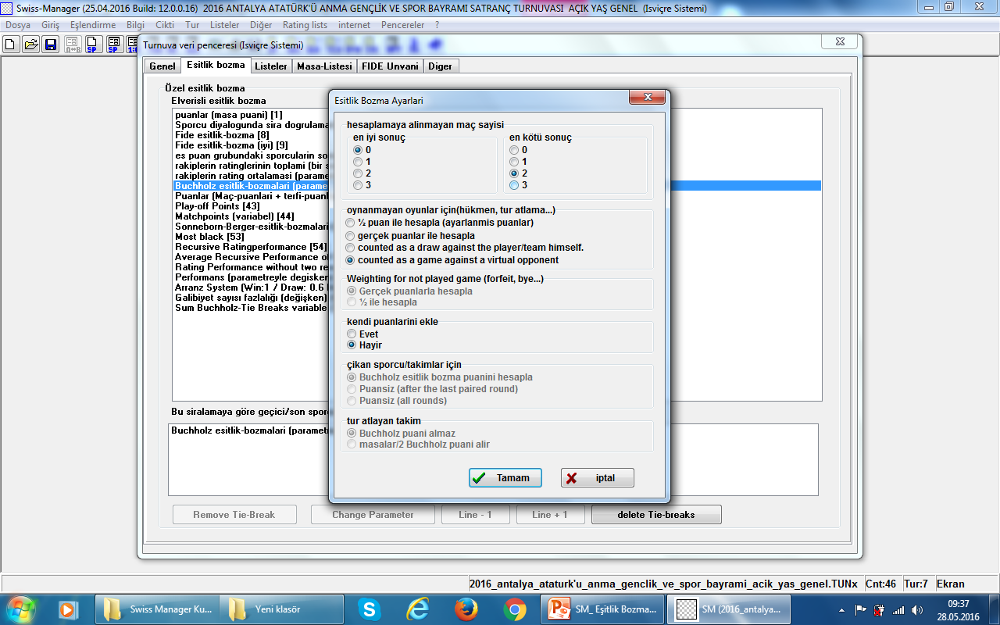 Swiss-Manager (25.04.2016 Build: 12.0.0.16)  2016 ANTALYA ATATÜRK'Ü ANMA GENÇLİK VE SPOR BAYRAMI SATRANÇ TURNUVASI  AÇIK YAŞ GENEL  (Isviçre Sistemi)
Dosya Giriş Eşlendirme Bilgi Cikti Tur Listeler Diğer Rating lists internet Pencereler ?
Turnuva veri penceresi (Isviçre Sistemi)
Genel Esitlik bozma Listeler Masa-Listesi FIDE Unvani Diger
Özel esitlik bozma
Elverisli esitlik bozma
puanlar (masa puani) [1]
Sporcu diyalogunda sira dogrulama
Fide esitlik-bozma [8]
Fide esitlik-bozma (iyi) [9]
es puan grubundaki sporcularin so
rakiplerin ratinglerinin toplami (bir s
rakiplerin rating ortalamasi (parame
Buchholz esitlik-bozmalari (parame
Puanlar (Maç-puanlari + terfi-puanl
Play-off Points [43]
Matchpoints (variabel) [44]
Sonneborn-Berger-esitlik-bozmalari
Most black [53]
Recursive Ratingperformance [54]
Average Recursive Performance of
Rating Performance without two re
Performans (parametreyle degisken
Arranz System (Win:1 / Draw: 0.6
Galibiyet sayısı fazlalığı (değişken)
Sum Buchholz-Tie Breaks variable
Bu siralamaya göre geçici/son spor
Buchholz esitlik-bozmalari (parametr
Remove Tie-Break Change Parameter Line - 1 Line + 1 delete Tie-breaks
Esitlik Bozma Ayarlari
hesaplamaya alinmayan maç sayisi
en iyi sonuç
0
1
2
3
en kötü sonuç
0
1
2
3
oynanmayan oyunlar için(hükmen, tur atlama...)
½ puan ile hesapla (ayarlanmis puanlar)
gerçek puanlar ile hesapla
counted as a draw against the player/team himself.
counted as a game against a virtual opponent
Weighting for not played game (forfeit, bye...)
Gerçek puanlarla hesapla
½ ile hesapla
kendi puanlarini ekle
Evet
Hayir
çikan sporcu/takimlar için
Buchholz esitlik bozma puanini hesapla
Puansiz (after the last paired round)
Puansiz (all rounds)
tur atlayan takim
Buchholz puani almaz
masalar/2 Buchholz puani alir
Tamam iptal
2016_antalya_ataturk'u_anma_genclik_ve_spor_bayrami_acik_yas_genel.TUNx Cnt:46 Tur:7 Ekran
Swiss Manager Ku... Yeni klasör SM_ Eşitlik Bozma... SM (2016_antalya...
09:37
28.05.2016